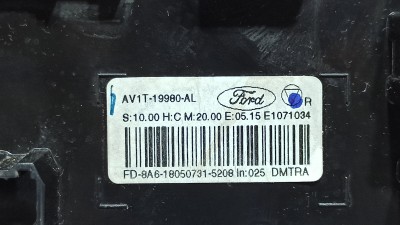 AV1T-19980-AL Ford R
S:10.00 H:C M:20.00 E:05.15 E1071034
FD-8A6-18050731-5208 In:025 DMTRA